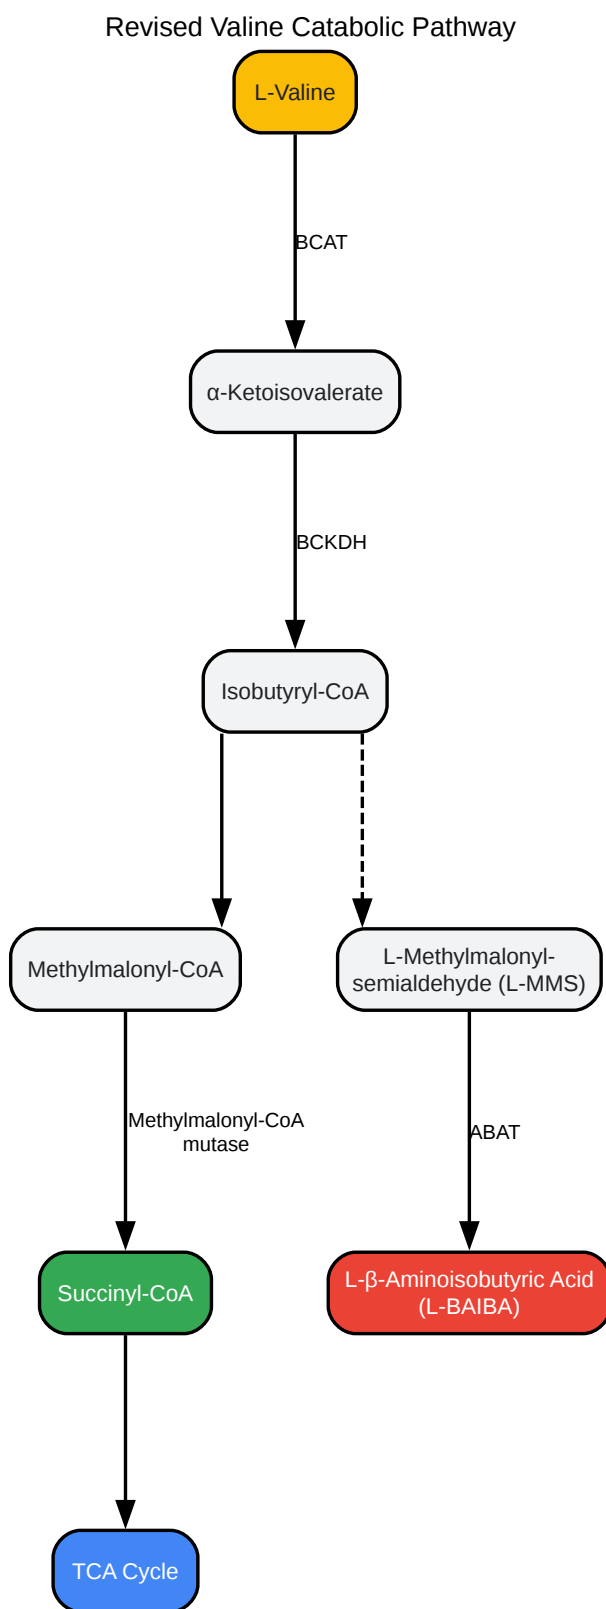 Revised Valine Catabolic Pathway
L-Valine
BCAT
α-Ketoisovalerate
BCKDH
Isobutyryl-CoA
Methylmalonyl-CoA
L-Methylmalonyl-
semialdehyde (L-MMS)
Methylmalonyl-CoA
mutase
ABAT
Succinyl-CoA
L-β-Aminoisobutyric Acid
(L-BAIBA)
TCA Cycle